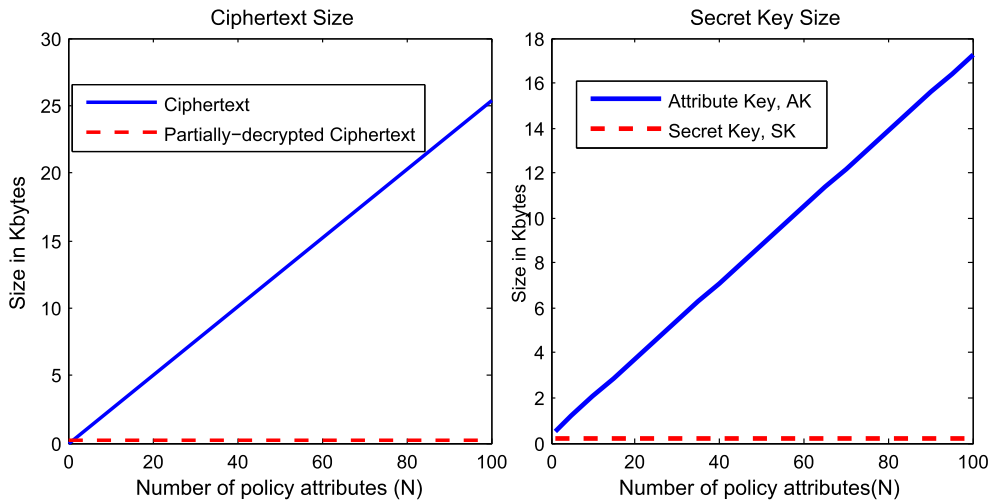 Ciphertext Size
30
25
20
15
10
5
0
Size in Kbytes
Ciphertext
Partially-decrypted Ciphertext
0 20 40 60 80 100
Number of policy attributes (N)
Secret Key Size
18
16
14
12
10
8
6
4
2
0
Size in Kbytes
Attribute Key, AK
Secret Key, SK
0 20 40 60 80 100
Number of policy attributes(N)